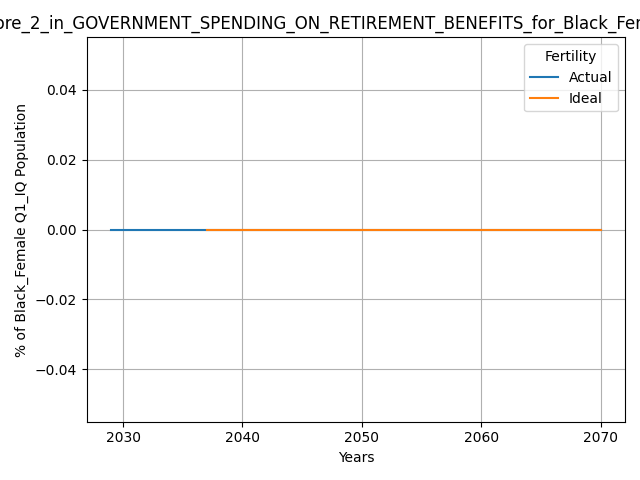 ore_2_in_GOVERNMENT_SPENDING_ON_RETIREMENT_BENEFITS_for_Black_Fer
Fertility
Actual
Ideal
% of Black_Female Q1_IQ Population
0.04
0.02
0.00
−0.02
−0.04
2030 2040 2050 2060 2070
Years